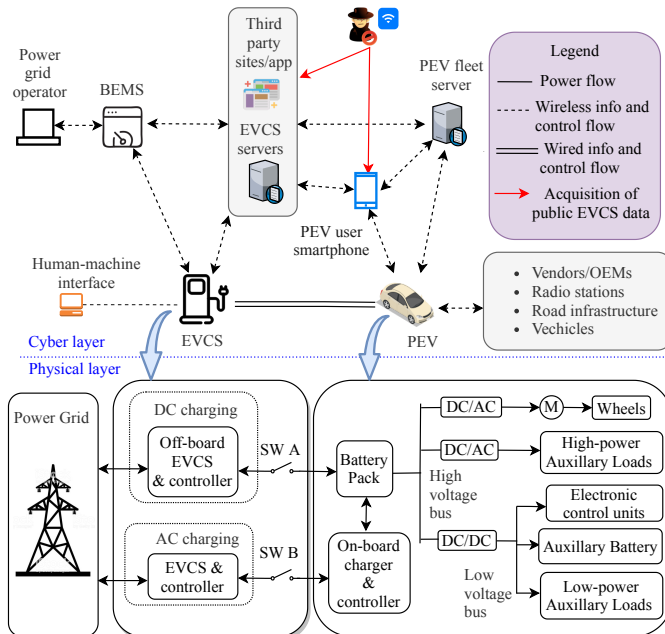 Third
party
sites/app
EVCS
servers
Power
grid
operator
BEMS
PEV fleet
server
PEV user
smartphone
Legend
Power flow
Wireless info and
control flow
Wired info and
control flow
Acquisition of
public EVCS data
Human-machine
interface
EVCS
PEV
Vendors/OEMs
Radio stations
Road infrastructure
Vechicles
Cyber layer
Physical layer
Power Grid
DC charging
Off-board
EVCS
& controller
SW A
AC charging
EVCS &
controller
SW B
Battery
Pack
On-board
charger
&
controller
High
voltage
bus
DC/AC
M
Wheels
DC/AC
High-power
Auxillary Loads
DC/DC
Electronic
control units
Auxillary Battery
Low
voltage
bus
Low-power
Auxillary Loads